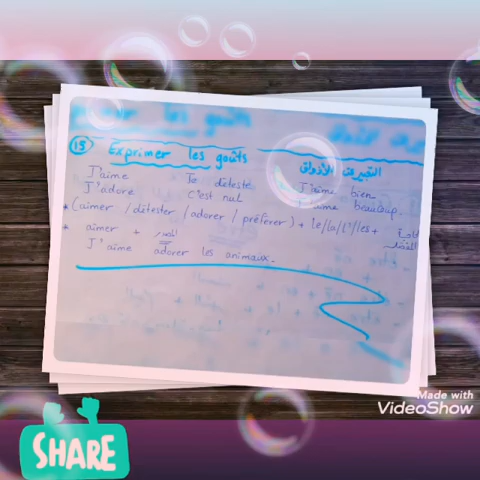 (15) Exprimer les goûts التعبير عن الأذواق
J'aime Je déteste J'aime bien
J'adore C'est nul J'aime beaucoup.
* (aimer / détester / adorer / préférer) + le/la/l'/les +
* aimer + المصدر
J'aime adorer les animaux.
Made with
VideoShow
SHARE